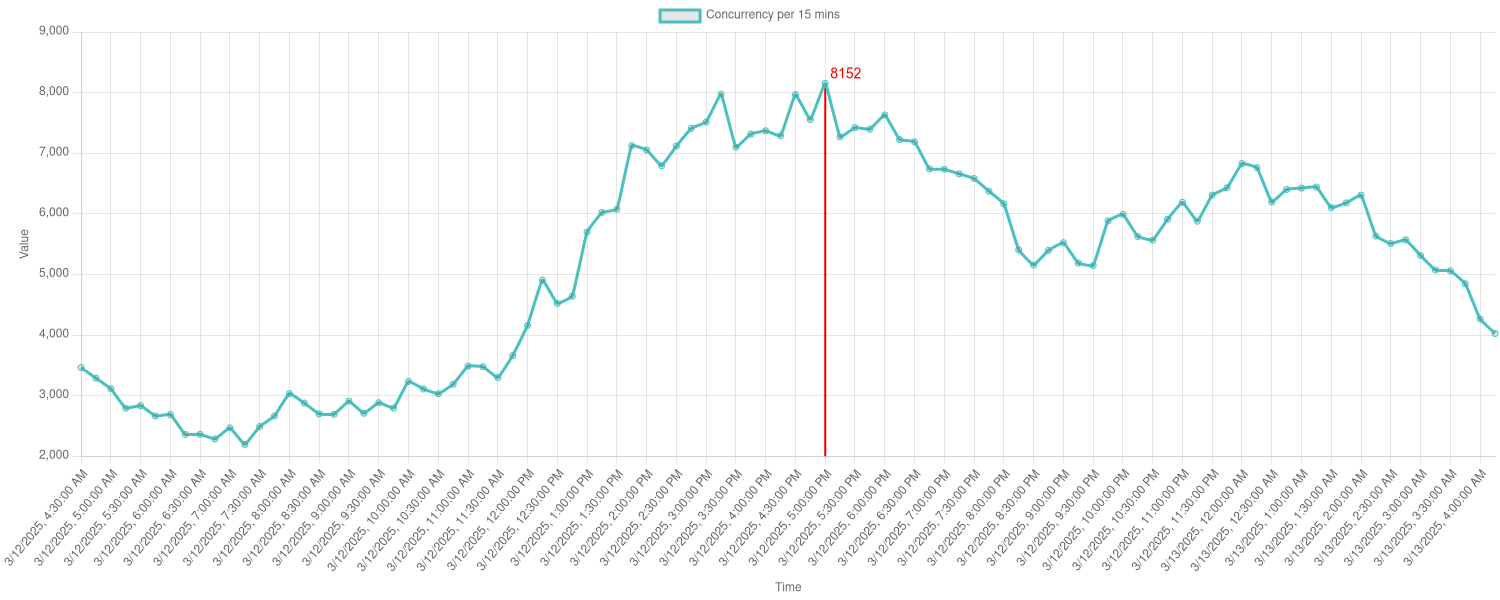 Concurrency per 15 mins
9,000
8,000
7,000
6,000
5,000
4,000
3,000
2,000
Value
8152
3/12/2025, 4:30:00 AM
3/12/2025, 5:00:00 AM
3/12/2025, 5:30:00 AM
3/12/2025, 6:00:00 AM
3/12/2025, 6:30:00 AM
3/12/2025, 7:00:00 AM
3/12/2025, 7:30:00 AM
3/12/2025, 8:00:00 AM
3/12/2025, 8:30:00 AM
3/12/2025, 9:00:00 AM
3/12/2025, 9:30:00 AM
3/12/2025, 10:00:00 AM
3/12/2025, 10:30:00 AM
3/12/2025, 11:00:00 AM
3/12/2025, 11:30:00 AM
3/12/2025, 12:00:00 PM
3/12/2025, 12:30:00 PM
3/12/2025, 1:00:00 PM
3/12/2025, 1:30:00 PM
3/12/2025, 2:00:00 PM
3/12/2025, 2:30:00 PM
3/12/2025, 3:00:00 PM
3/12/2025, 3:30:00 PM
3/12/2025, 4:00:00 PM
3/12/2025, 4:30:00 PM
3/12/2025, 5:00:00 PM
3/12/2025, 5:30:00 PM
3/12/2025, 6:00:00 PM
3/12/2025, 6:30:00 PM
3/12/2025, 7:00:00 PM
3/12/2025, 7:30:00 PM
3/12/2025, 8:00:00 PM
3/12/2025, 8:30:00 PM
3/12/2025, 9:00:00 PM
3/12/2025, 9:30:00 PM
3/12/2025, 10:00:00 PM
3/12/2025, 10:30:00 PM
3/12/2025, 11:00:00 PM
3/12/2025, 11:30:00 PM
3/13/2025, 12:00:00 AM
3/13/2025, 12:30:00 AM
3/13/2025, 1:00:00 AM
3/13/2025, 1:30:00 AM
3/13/2025, 2:00:00 AM
3/13/2025, 2:30:00 AM
3/13/2025, 3:00:00 AM
3/13/2025, 3:30:00 AM
3/13/2025, 4:00:00 AM
Time